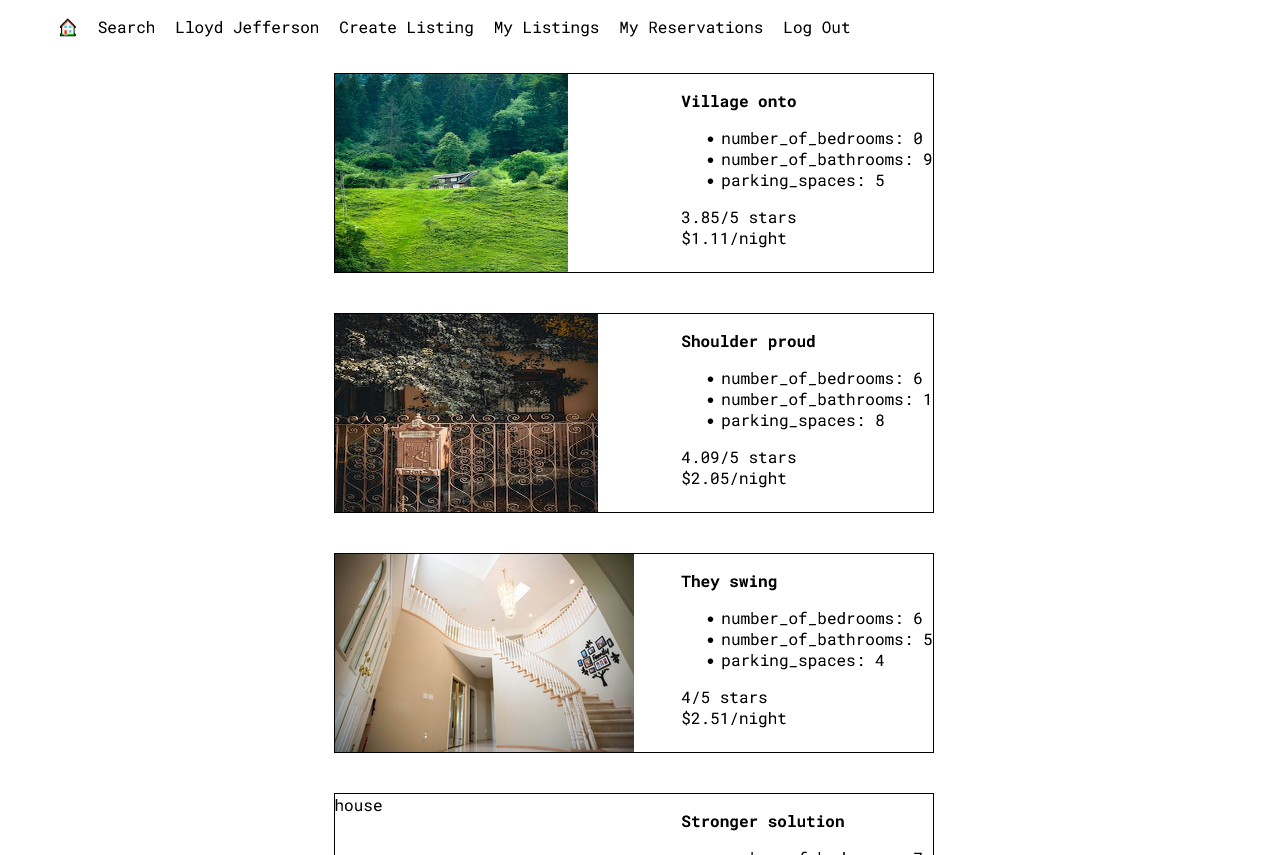 Search Lloyd Jefferson Create Listing My Listings My Reservations Log Out
Village onto
• number_of_bedrooms: 0
• number_of_bathrooms: 9
• parking_spaces: 5
3.85/5 stars
$1.11/night
Shoulder proud
• number_of_bedrooms: 6
• number_of_bathrooms: 1
• parking_spaces: 8
4.09/5 stars
$2.05/night
They swing
• number_of_bedrooms: 6
• number_of_bathrooms: 5
• parking_spaces: 4
4/5 stars
$2.51/night
house
Stronger solution